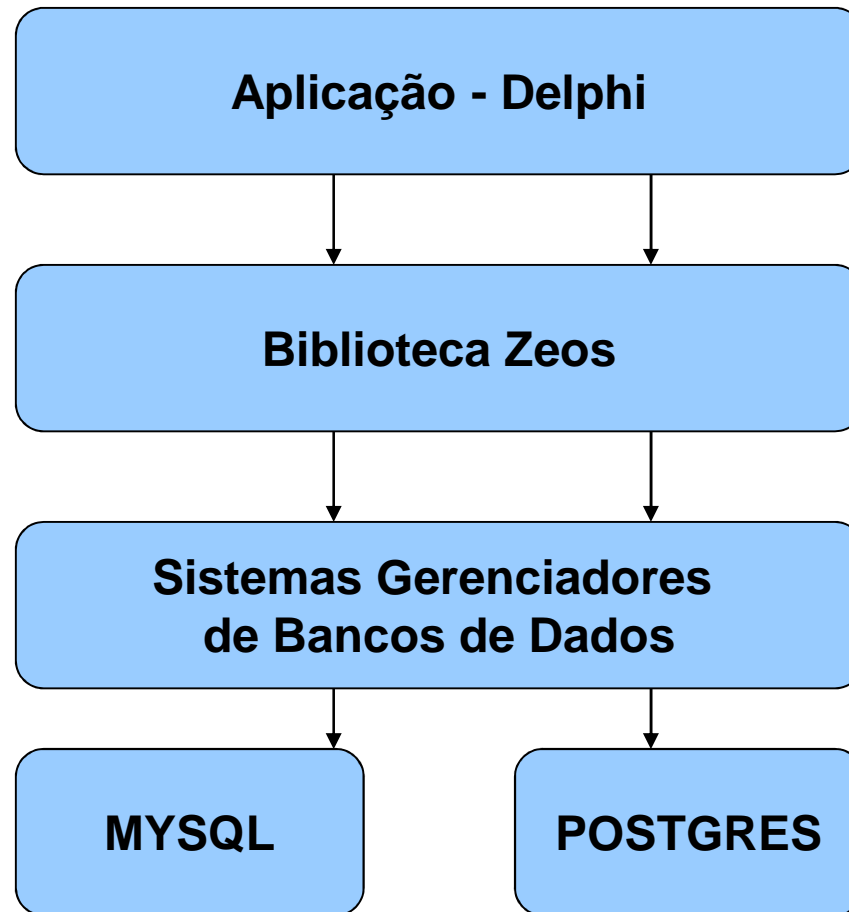 Aplicação - Delphi
Biblioteca Zeos
Sistemas Gerenciadores
de Bancos de Dados
MYSQL
POSTGRES